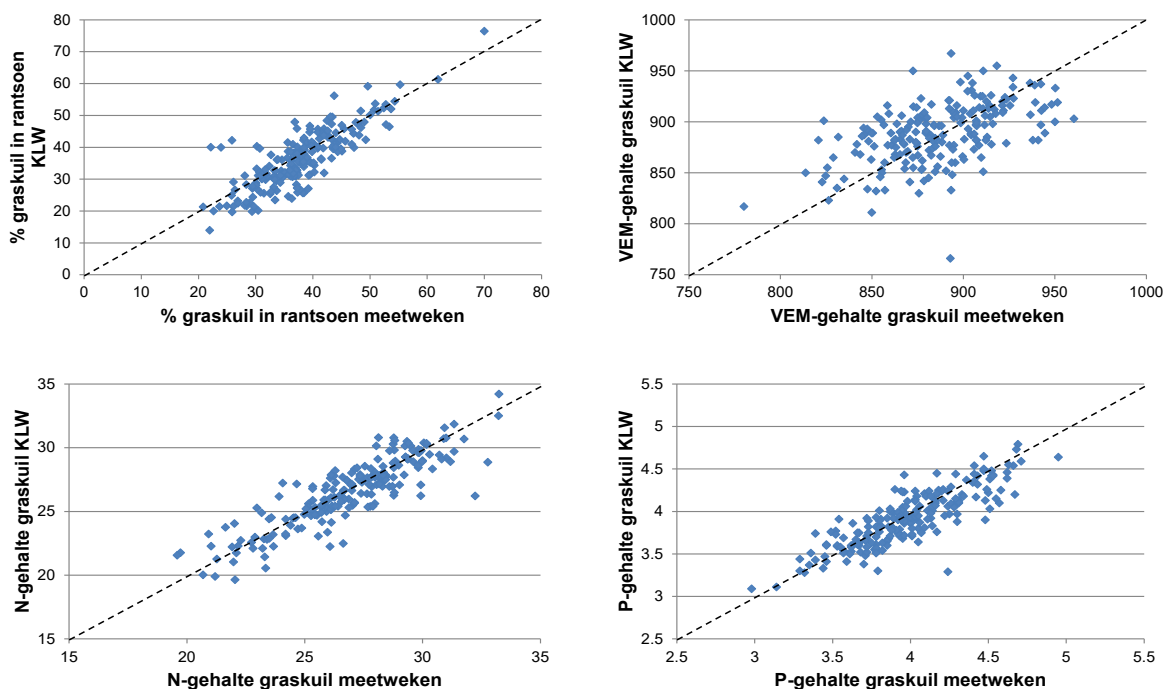 % graskuil in rantsoen
KLW
80
70
60
50
40
30
20
10
0
0 10 20 30 40 50 60 70 80
% graskuil in rantsoen meetweken
VEM-gehalte graskuil KLW
1000
950
900
850
800
750
750 800 850 900 950 1000
VEM-gehalte graskuil meetweken
N-gehalte graskuil KLW
35
30
25
20
15
15 20 25 30 35
N-gehalte graskuil meetweken
P-gehalte graskuil KLW
5.5
5
4.5
4
3.5
3
2.5
2.5 3 3.5 4 4.5 5 5.5
P-gehalte graskuil meetweken